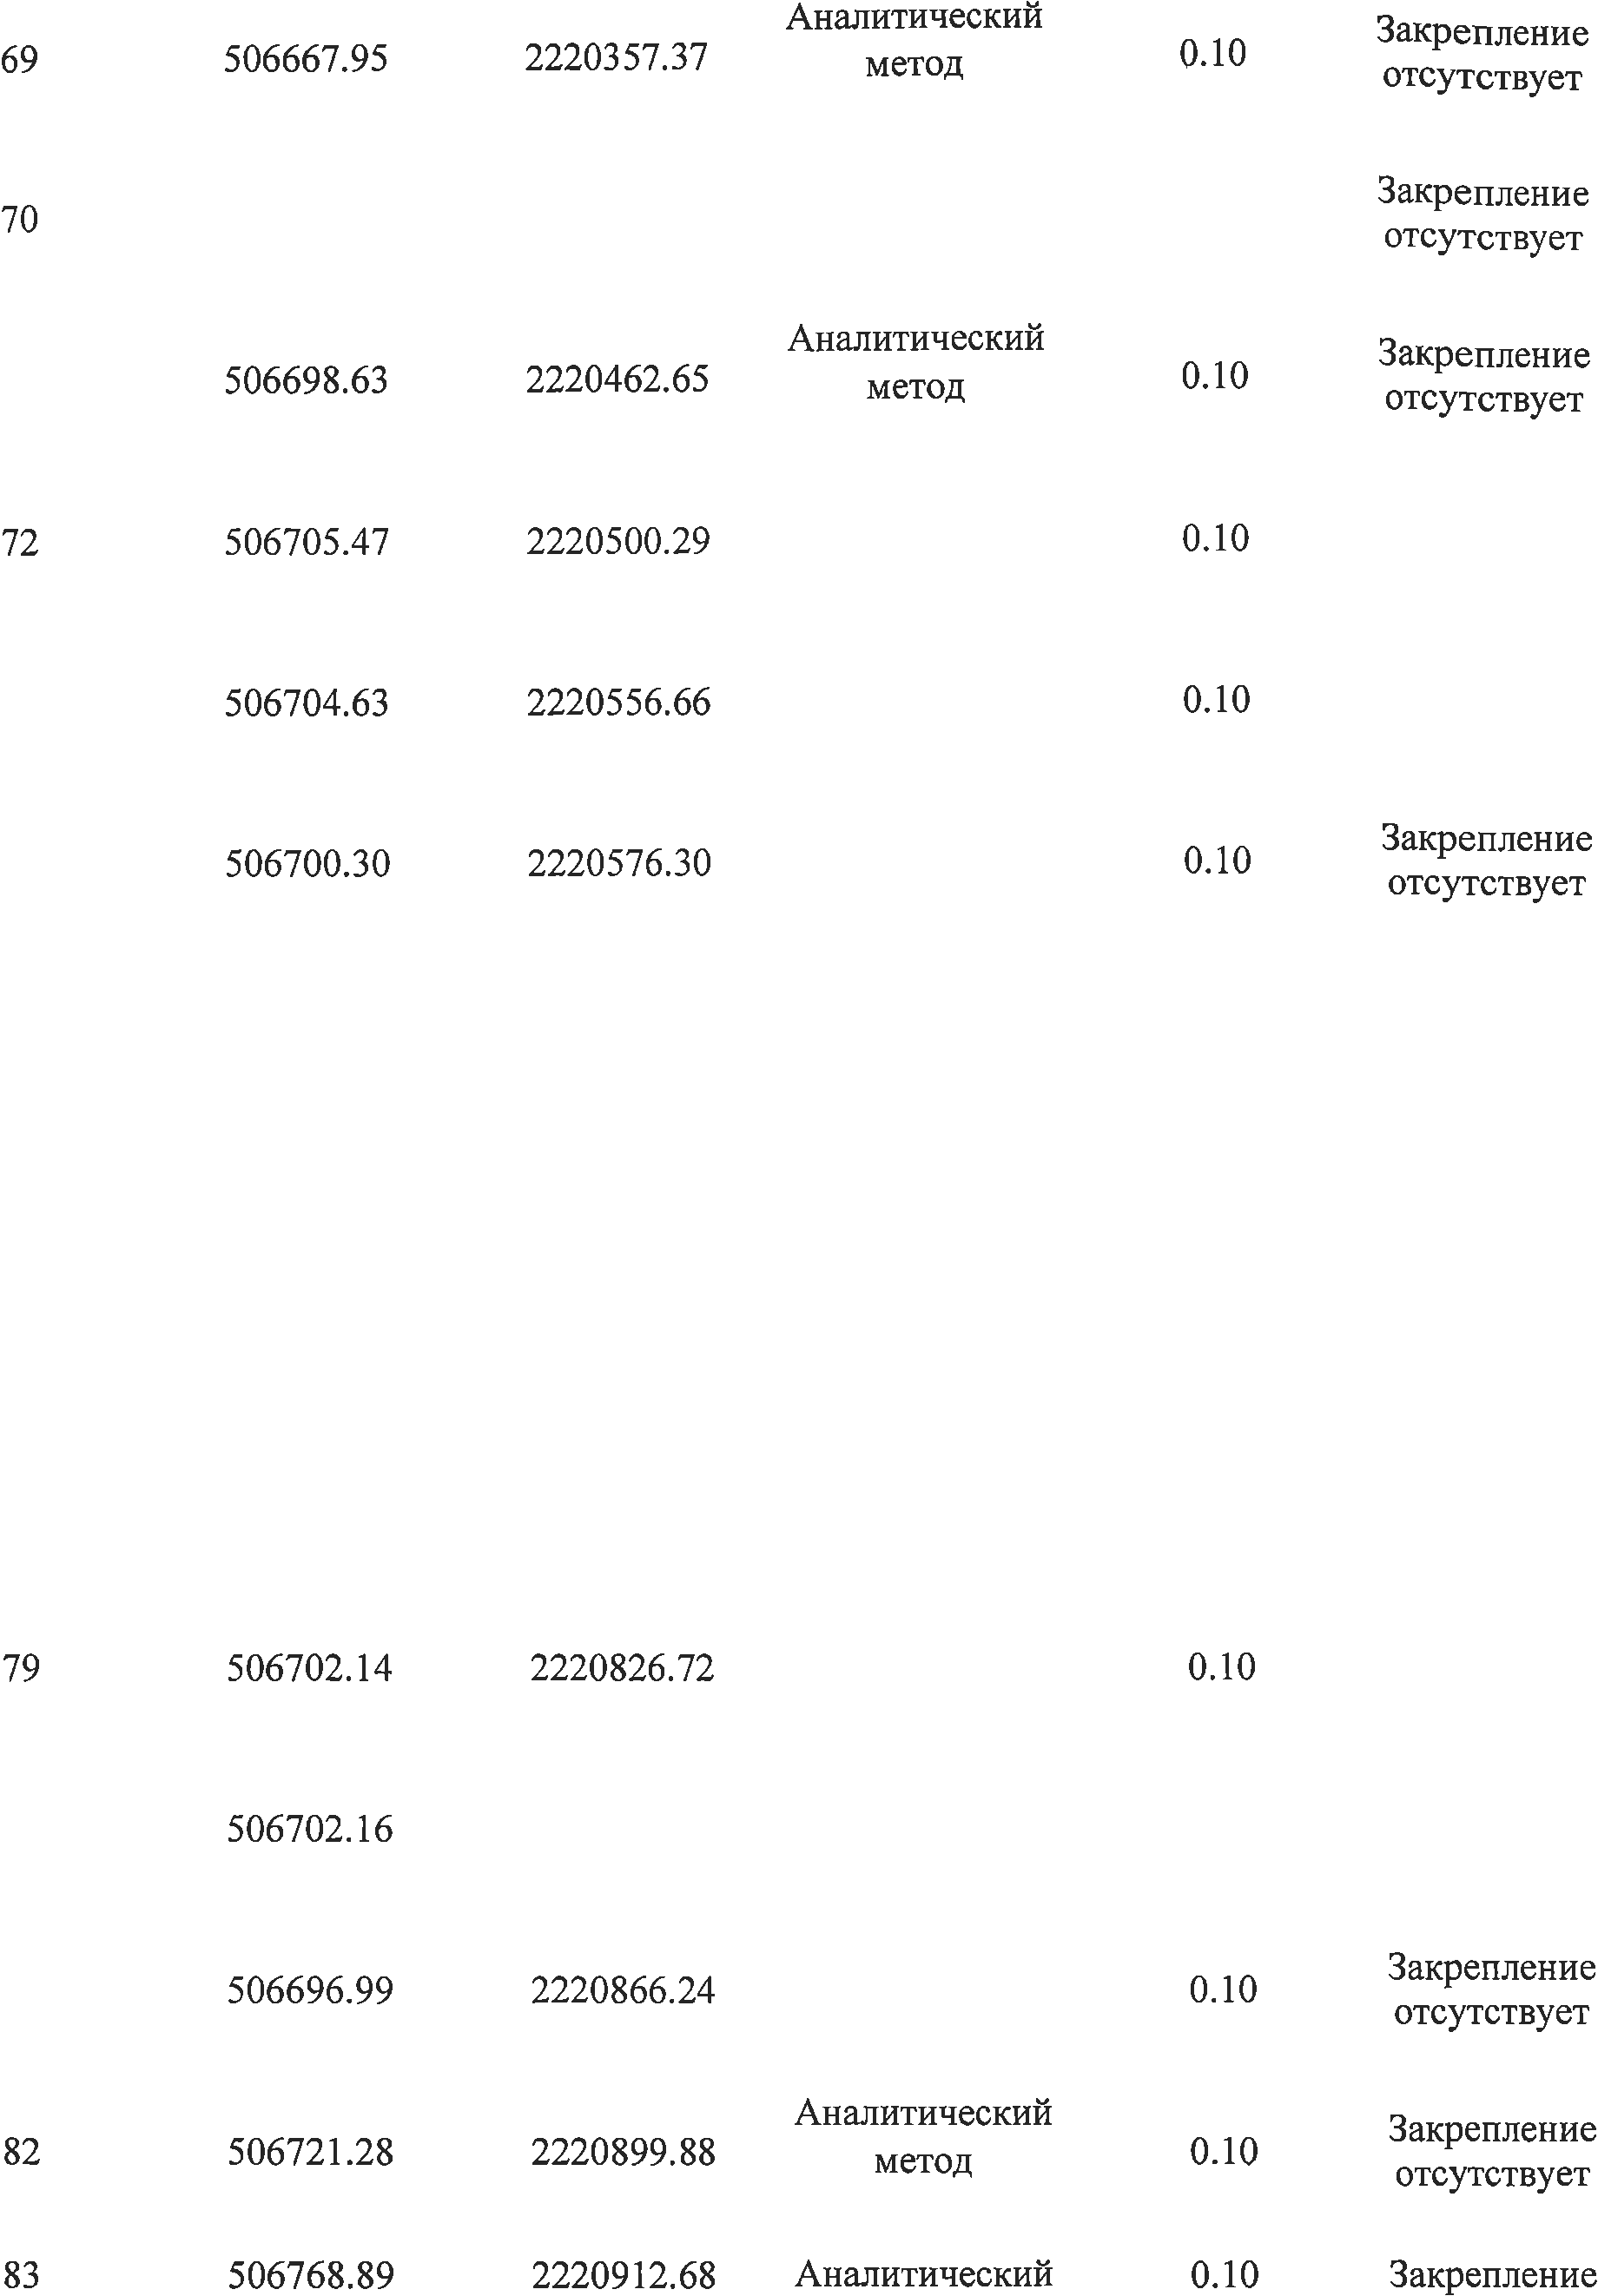 69 506667.95 2220357.37 Аналитический метод 0.10 Закрепление отсутствует
70 Закрепление отсутствует
506698.63 2220462.65 Аналитический метод 0.10 Закрепление отсутствует
72 506705.47 2220500.29 0.10
506704.63 2220556.66 0.10
506700.30 2220576.30 0.10 Закрепление отсутствует
79 506702.14 2220826.72 0.10
506702.16
506696.99 2220866.24 0.10 Закрепление отсутствует
82 506721.28 2220899.88 Аналитический метод 0.10 Закрепление отсутствует
83 506768.89 2220912.68 Аналитический 0.10 Закрепление